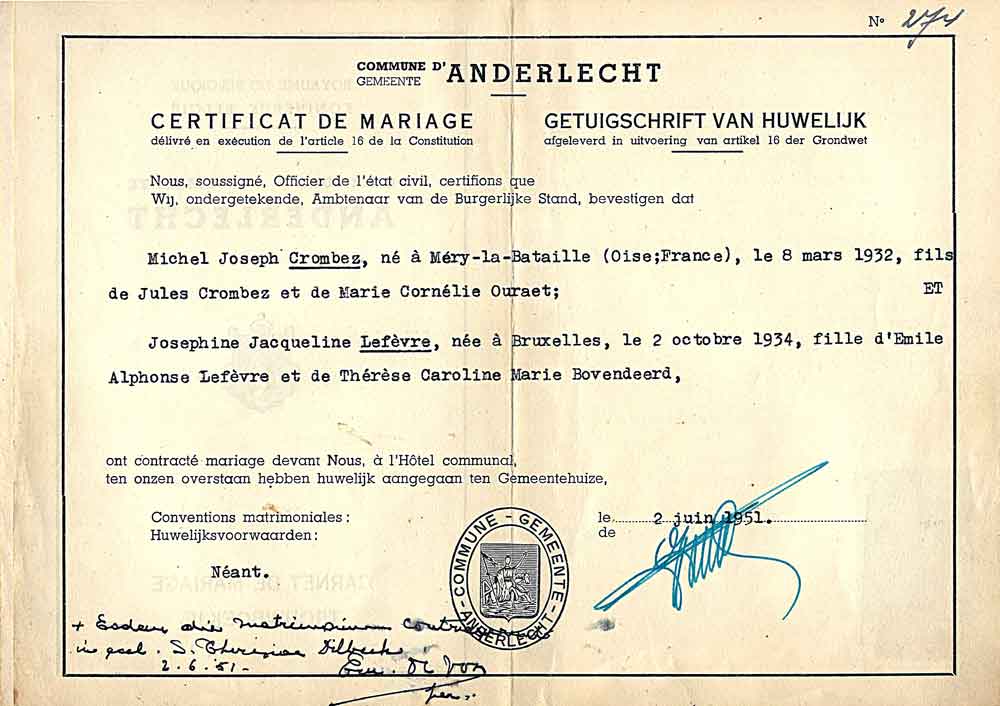 N° 274
COMMUNE D' ANDERLECHT
GEMEENTE
CERTIFICAT DE MARIAGE
délivré en exécution de l'article 16 de la Constitution
GETUIGSCHRIFT VAN HUWELIJK
afgeleverd in uitvoering van artikel 16 der Grondwet
Nous, soussigné, Officier de l'état civil, certifions que
Wij, ondergetekende, Ambtenaar van de Burgerlijke Stand, bevestigen dat
Michel Joseph Crombez, né à Méry-la-Bataille (Oise;France), le 8 mars 1932, fils
de Jules Crombez et de Marie Cornélie Ouraet; ET
Josephine Jacqueline Lefèvre, née à Bruxelles, le 2 octobre 1934, fille d'Emile
Alphonse Lefèvre et de Thérèse Caroline Marie Bovendeerd,
ont contracté mariage devant Nous, à l'Hôtel communal,
ten onzen overstaan hebben huwelijk aangegaan ten Gemeentehuize,
Conventions matrimoniales :
Huwelijksvoorwaarden :
le 2 juin 1951.
de
Néant.
COMMUNE - GEMEENTE - ANDERLECHT
+ Eadem die matrimonium
in eccl. S. Theresiae Dilbeek
2.6.51.-